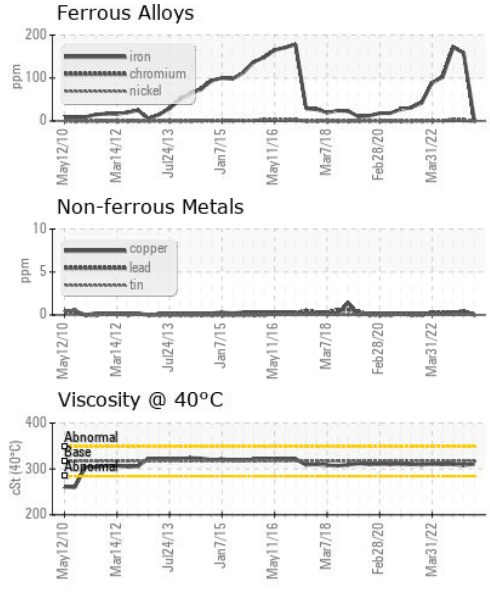 Ferrous Alloys
200
100
0
ppm
iron
chromium
nickel
May12/10
Mar14/12
Jul24/13
Jan7/15
May11/16
Mar7/18
Feb28/20
Mar31/22
Non-ferrous Metals
10
5
0
ppm
copper
lead
tin
May12/10
Mar14/12
Jul24/13
Jan7/15
May11/16
Mar7/18
Feb28/20
Mar31/22
Viscosity @ 40°C
400
300
200
cSt (40°C)
Abnormal
Base
Abnormal
May12/10
Mar14/12
Jul24/13
Jan7/15
May11/16
Mar7/18
Feb28/20
Mar31/22